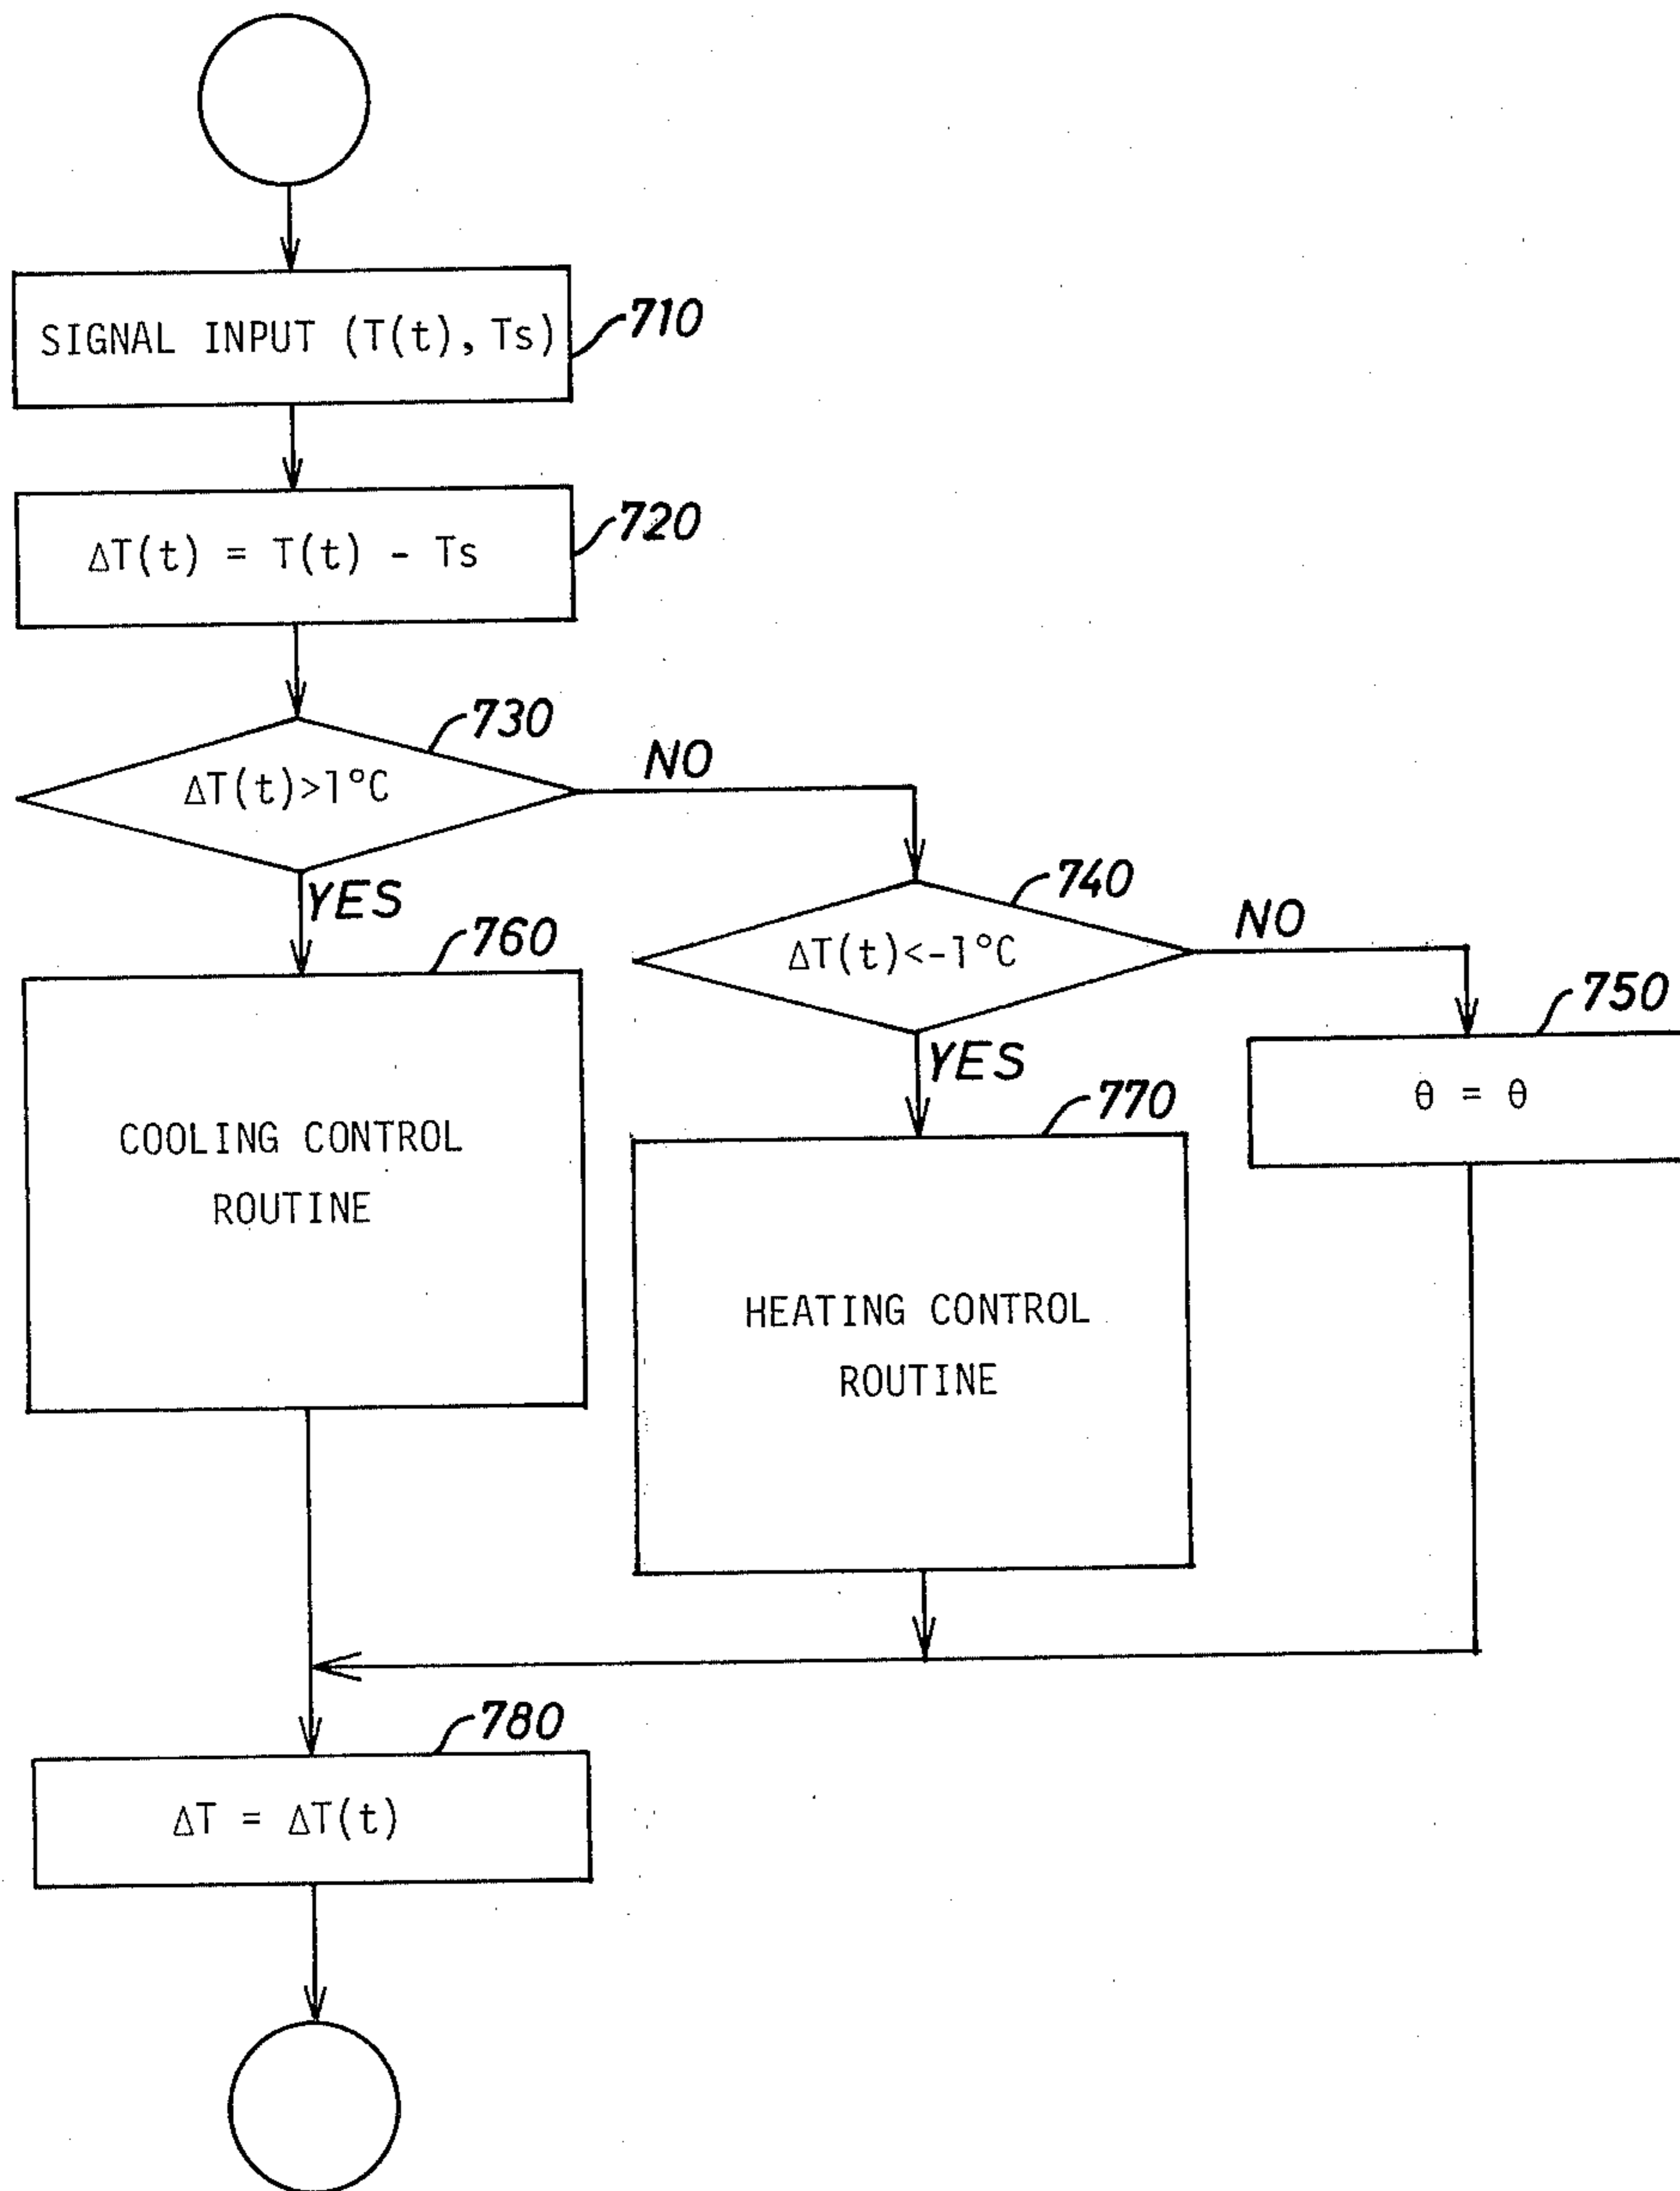 SIGNAL INPUT (T(t), Ts)
710
ΔT(t) = T(t) - Ts
720
730
ΔT(t)>1°C
NO
YES
740
ΔT(t)<-1°C
NO
YES
760
COOLING CONTROL
ROUTINE
750
θ = θ
770
HEATING CONTROL
ROUTINE
780
ΔT = ΔT(t)